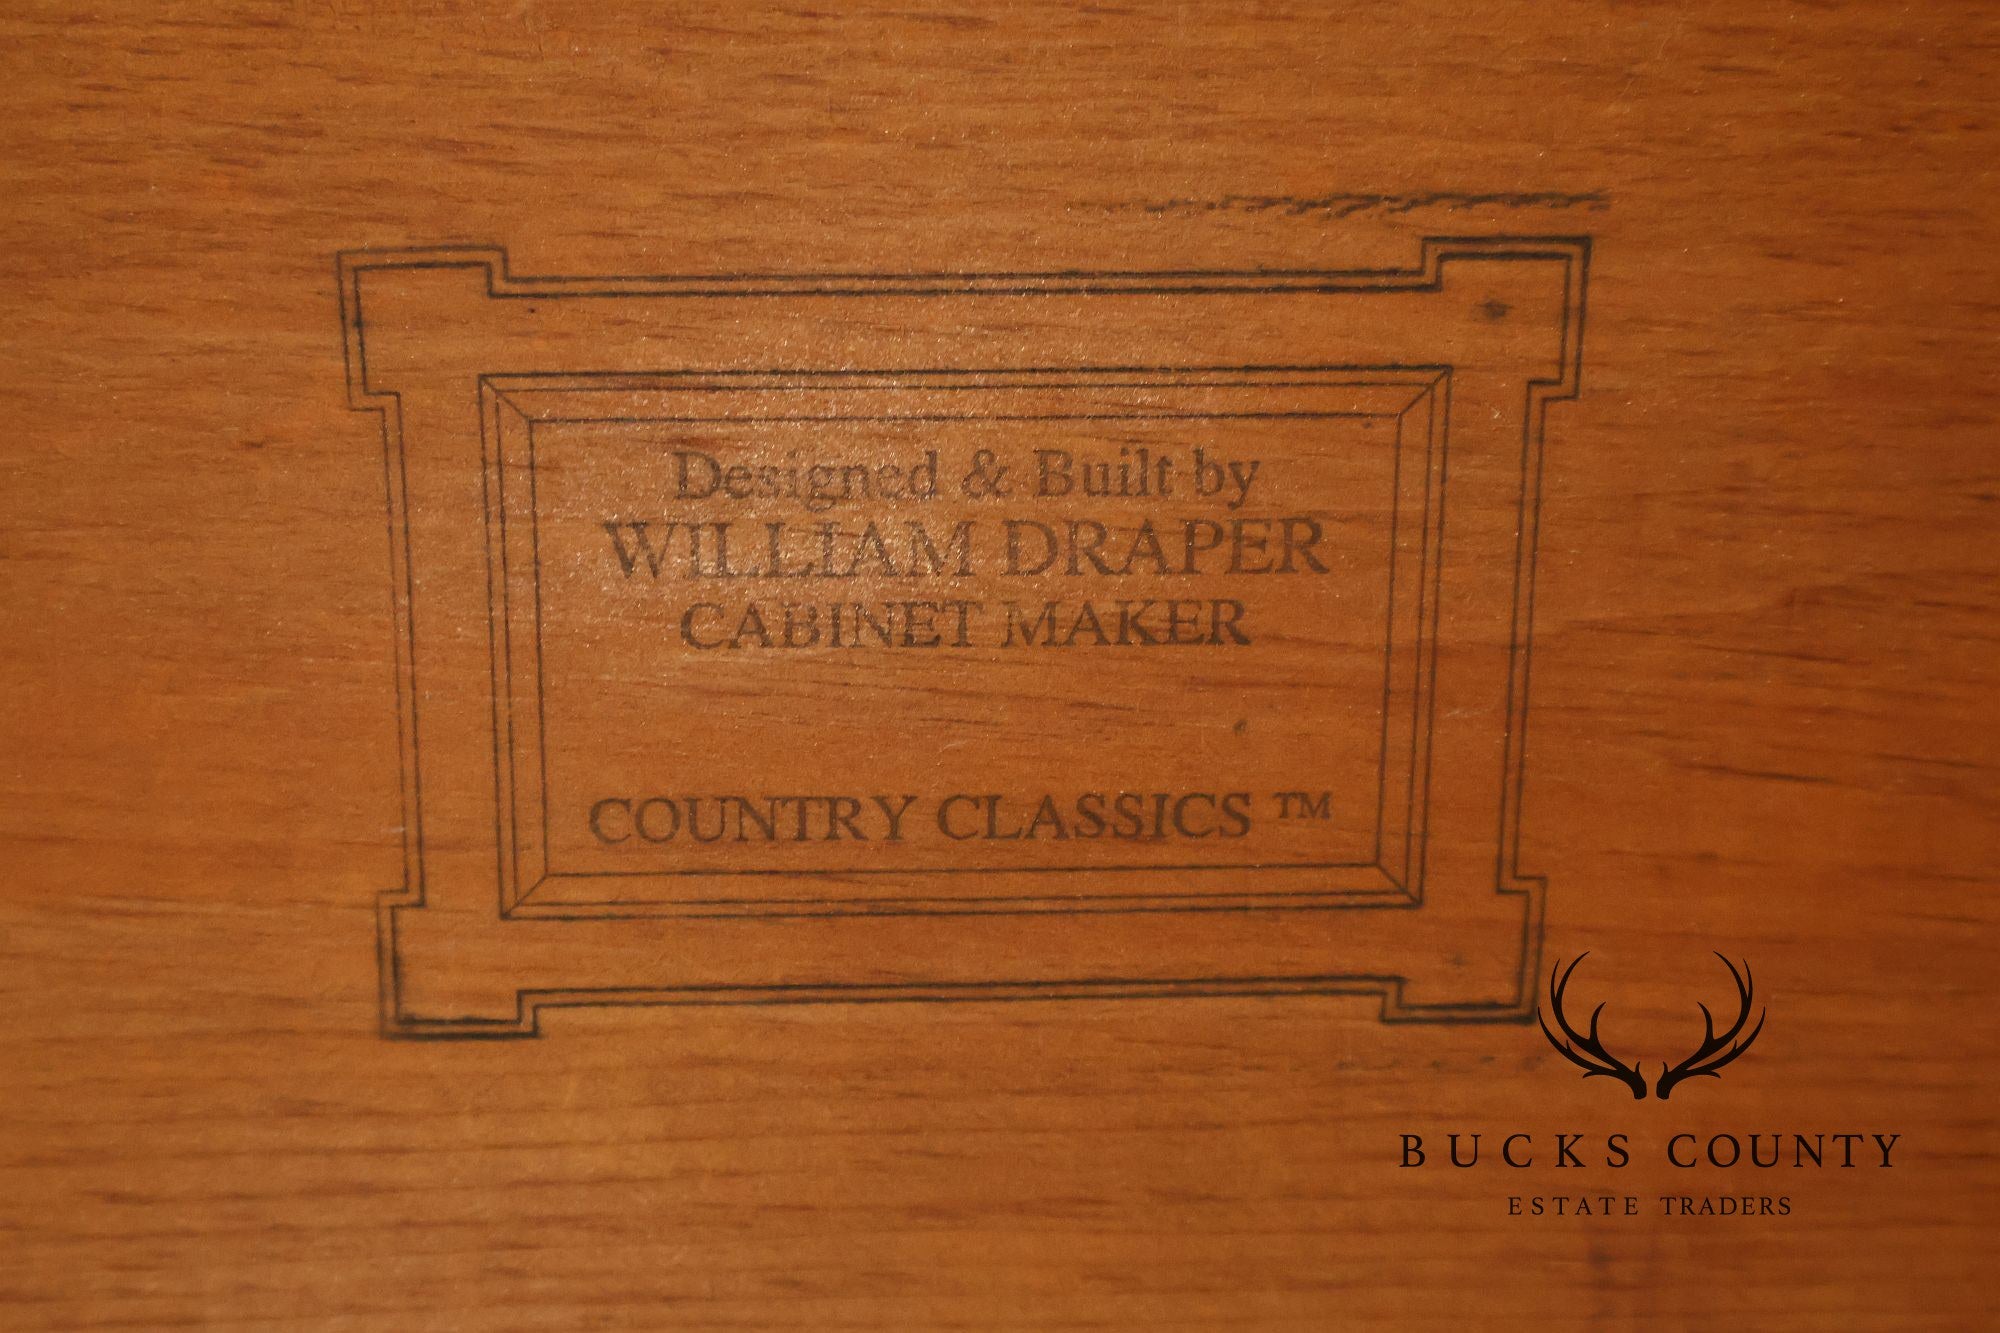 Designed & Built by
WILLIAM DRAPER
CABINET MAKER
COUNTRY CLASSICS ™
BUCKS COUNTY
ESTATE TRADERS